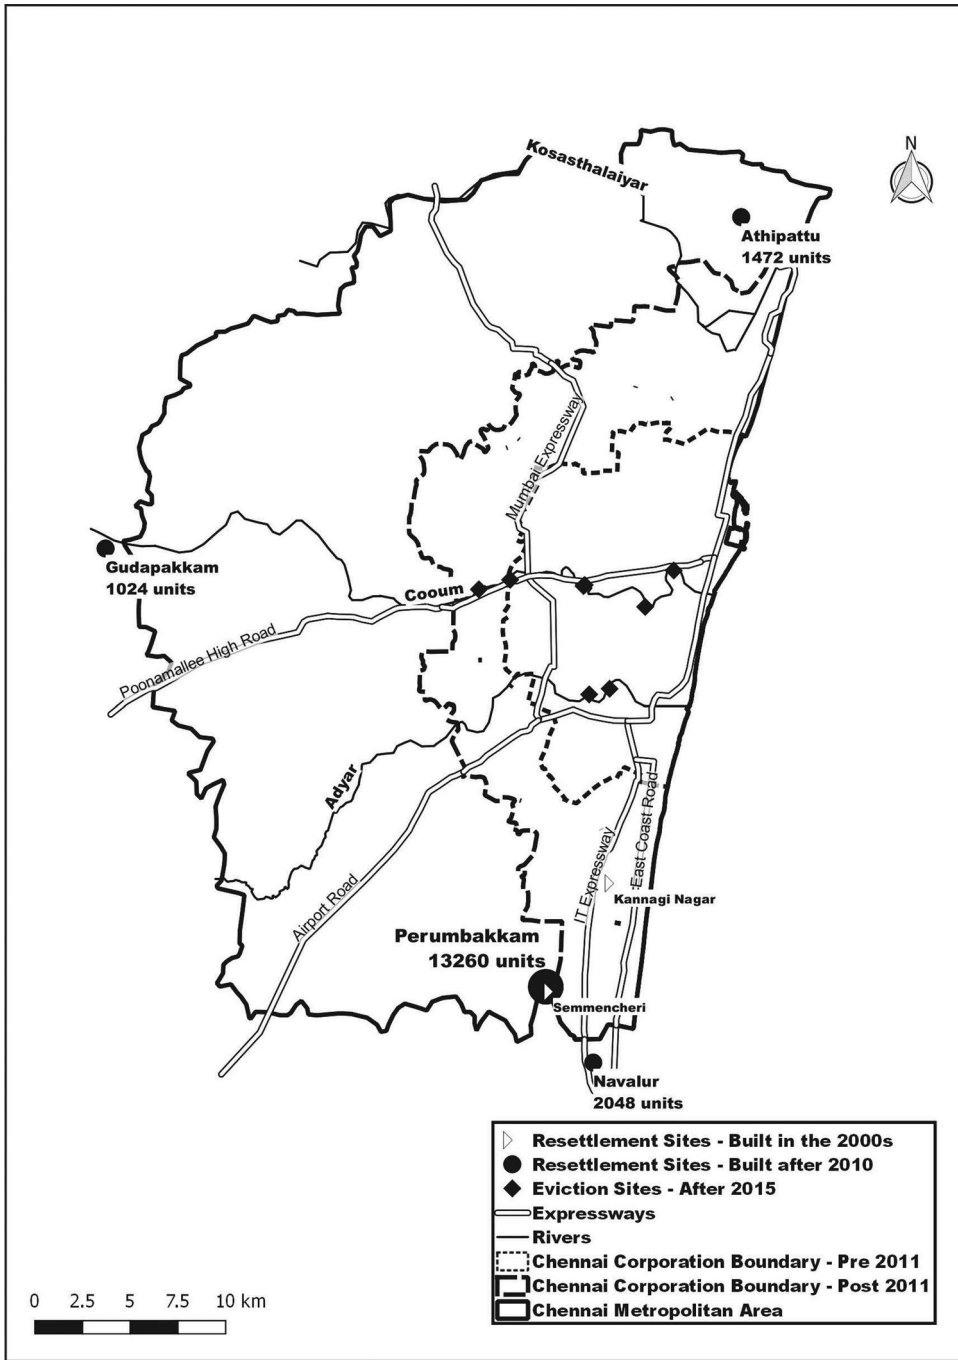 Kosasthalaiyar
N
Athipattu
1472 units
Mumbai Expressway
Gudapakkam
1024 units
Cooum
Poonamallee High Road
Adyar
Airport Road
IT Expressway
East Coast Road
Kannagi Nagar
Perumbakkam
13260 units
Semmencheri
Navalur
2048 units
Resettlement Sites - Built in the 2000s
Resettlement Sites - Built after 2010
Eviction Sites - After 2015
Expressways
Rivers
Chennai Corporation Boundary - Pre 2011
Chennai Corporation Boundary - Post 2011
Chennai Metropolitan Area
0 2.5 5 7.5 10 km